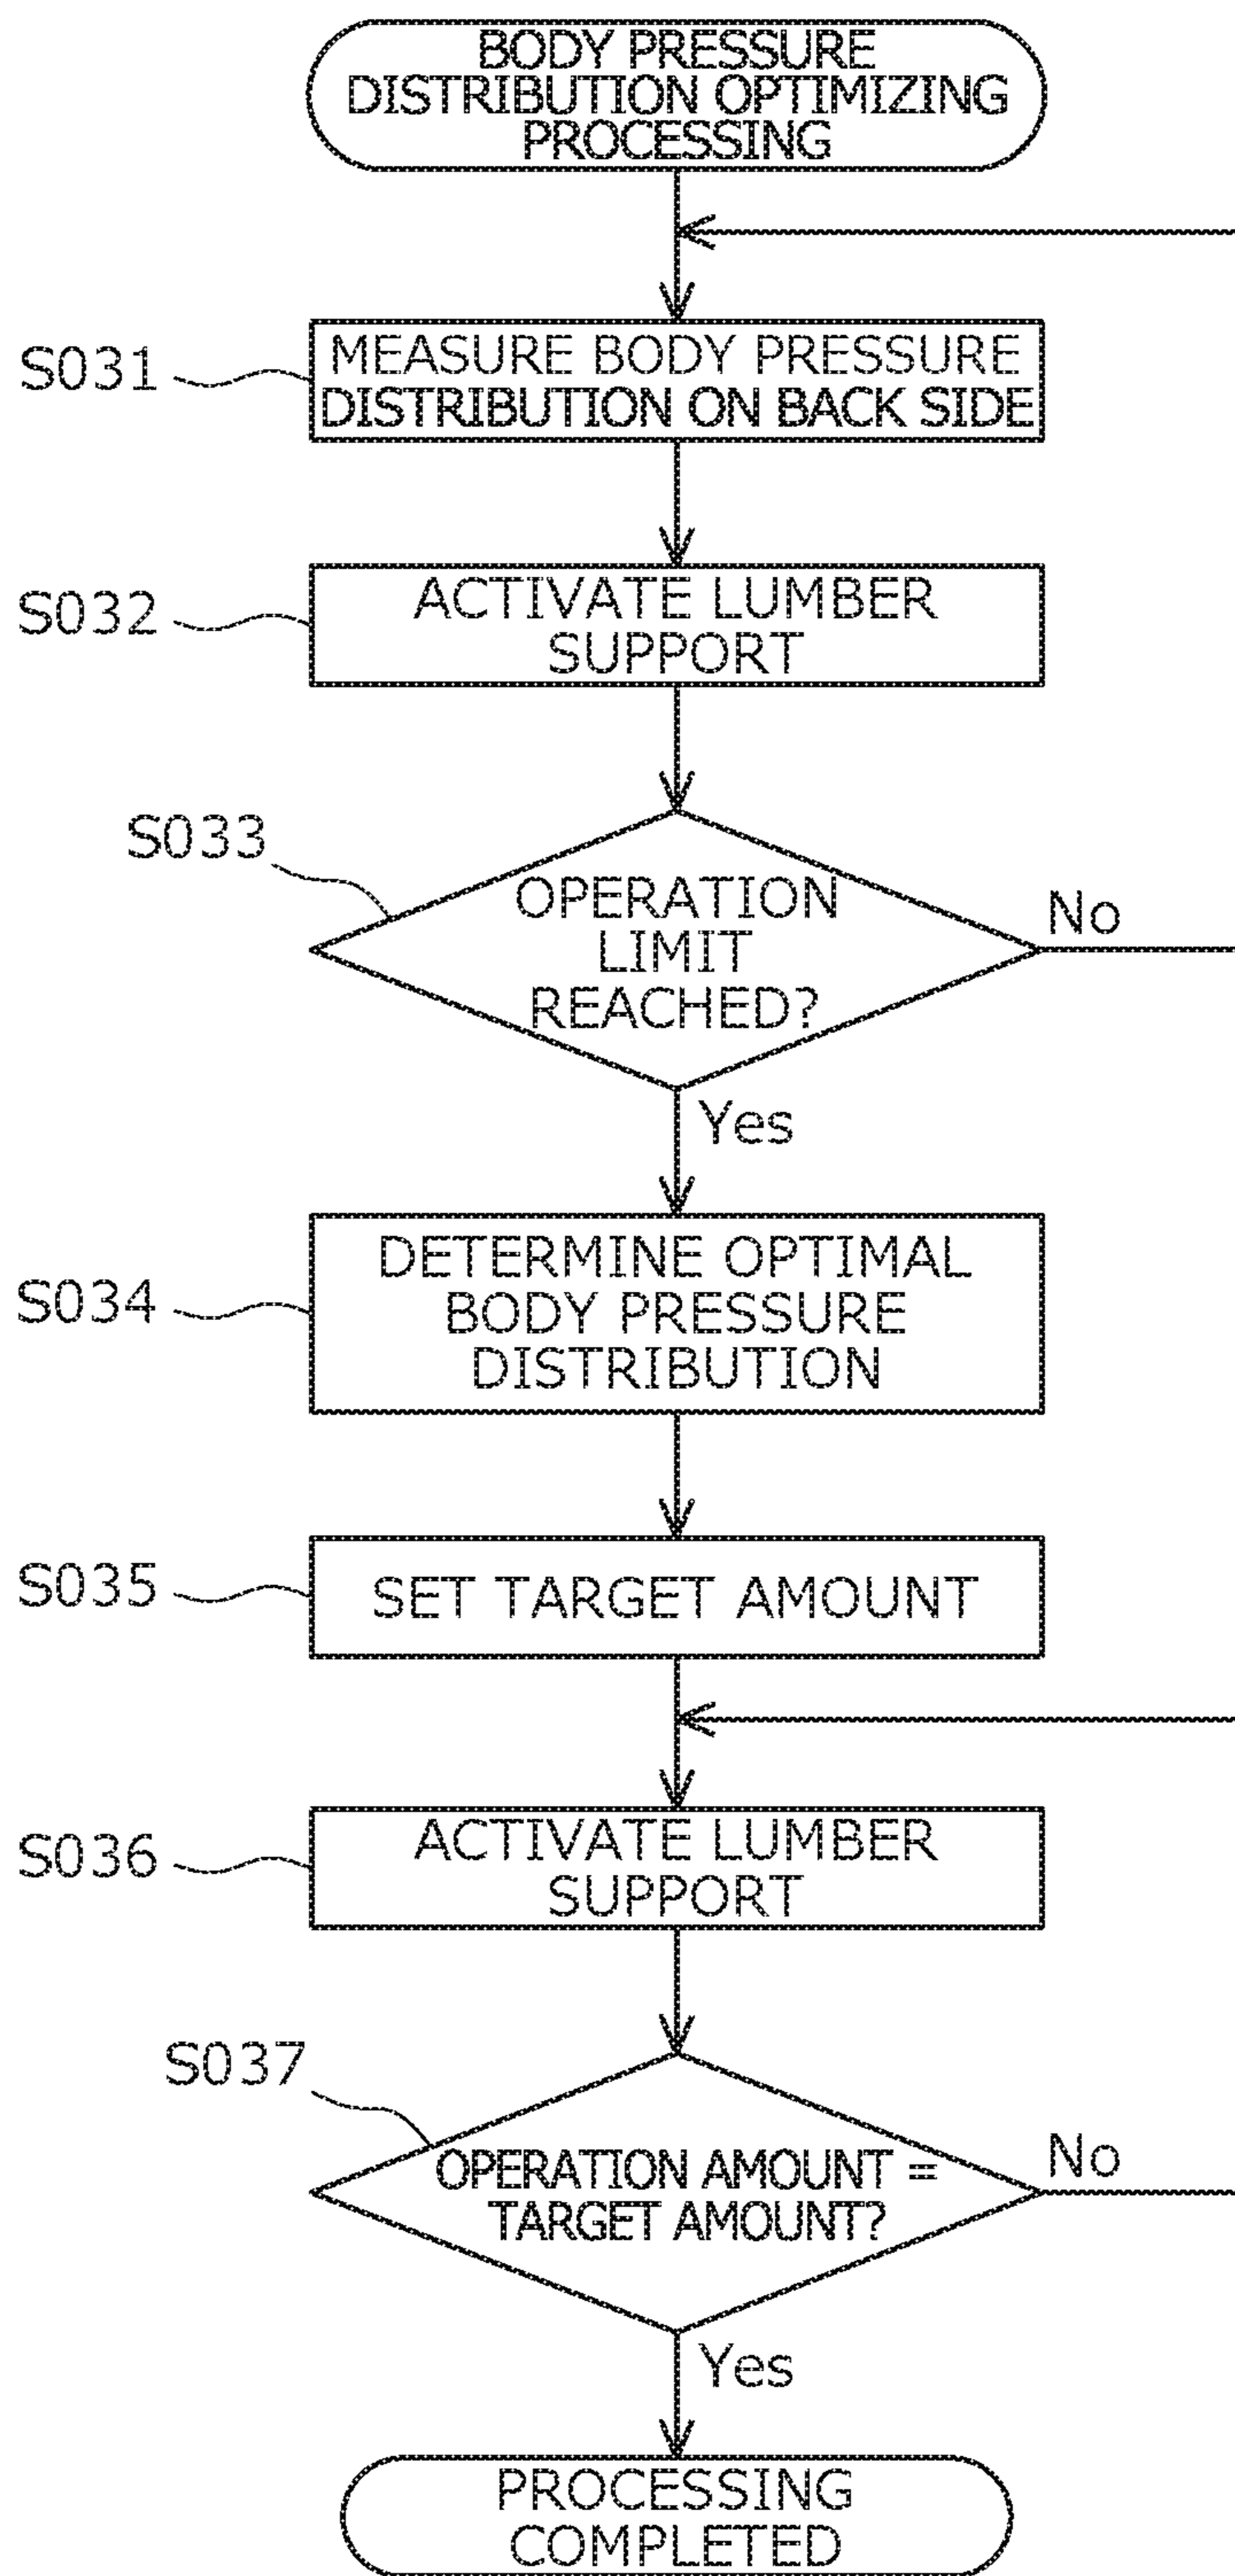 BODY PRESSURE
DISTRIBUTION OPTIMIZING
PROCESSING
S031
MEASURE BODY PRESSURE
DISTRIBUTION ON BACK SIDE
S032
ACTIVATE LUMBER
SUPPORT
S033
OPERATION
LIMIT
REACHED?
No
Yes
S034
DETERMINE OPTIMAL
BODY PRESSURE
DISTRIBUTION
S035
SET TARGET AMOUNT
S036
ACTIVATE LUMBER
SUPPORT
S037
OPERATION AMOUNT =
TARGET AMOUNT?
No
Yes
PROCESSING
COMPLETED